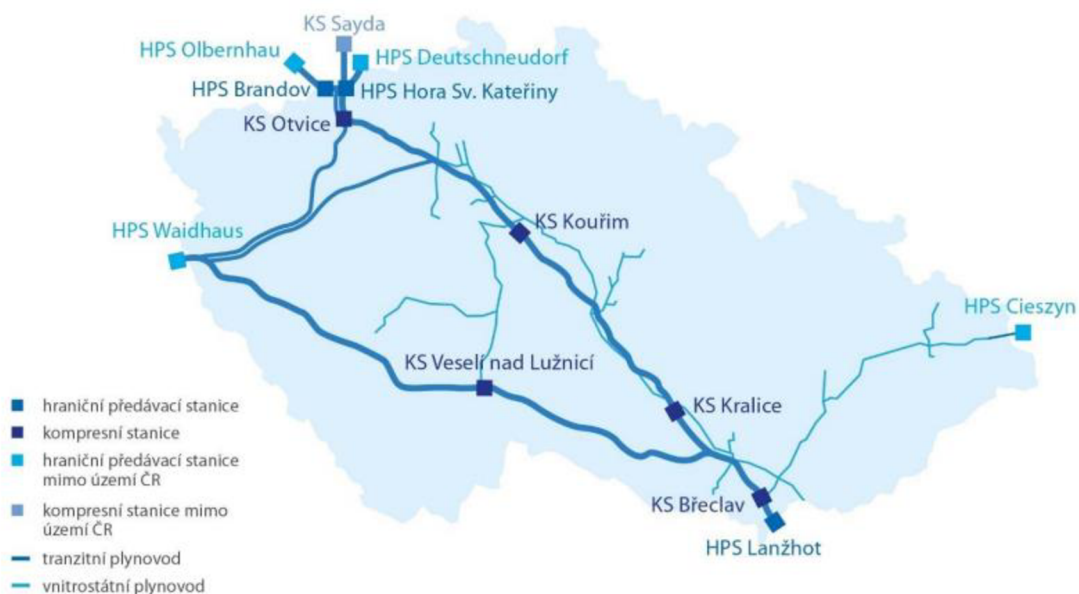 KS Sayda
HPS Olbernhau
HPS Deutschneudorf
HPS Brandov
HPS Hora Sv. Kateřiny
KS Otvice
KS Kouřim
HPS Waidhaus
HPS Cieszyn
KS Veselí nad Lužnicí
KS Kralice
KS Břeclav
HPS Lanžhot
hraniční předávací stanice
kompresní stanice
hraniční předávací stanice
mimo území ČR
kompresní stanice mimo
území ČR
tranzitní plynovod
vnitrostátní plynovod